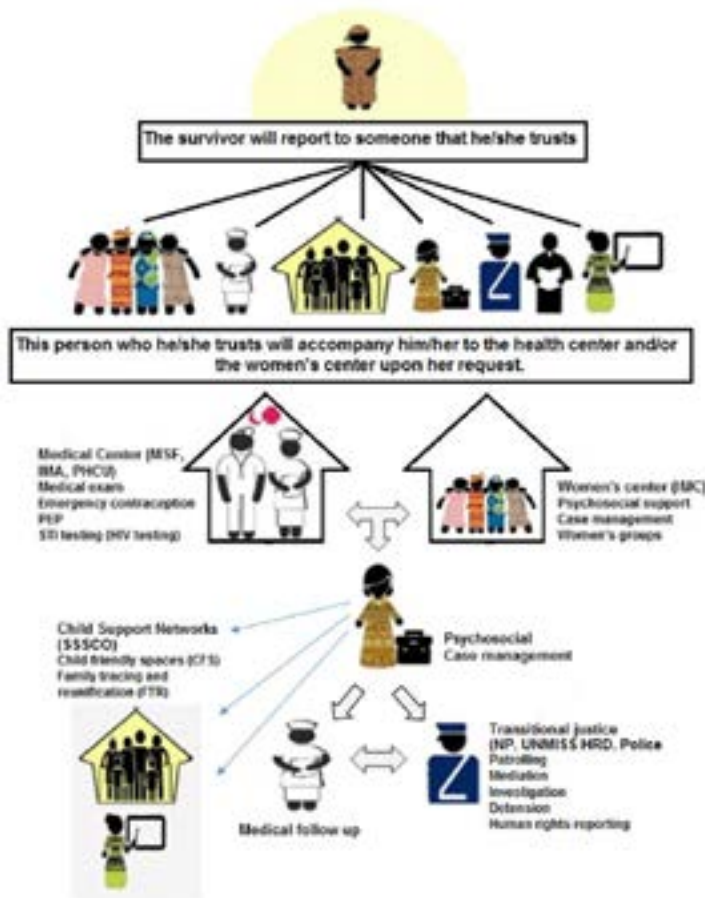 The survivor will report to someone that he/she trusts
This person who he/she trusts will accompany him/her to the health center and/or
the women's center upon her request.
Medical Center (MSF,
IMA, PHCU)
Medical exam
Emergency contraception
PEP
STI testing (HIV testing)
Women's center (IMC)
Psychosocial support
Case management
Women's groups
Child Support Networks
(SSSCO)
Child friendly spaces (CFS)
Family tracing and
reunification (FTR)
Psychosocial
Case management
Medical follow up
Transitional justice
(NP, UNMISS HRD, Police
Patrolling
Mediation
Investigation
Detension
Human rights reporting